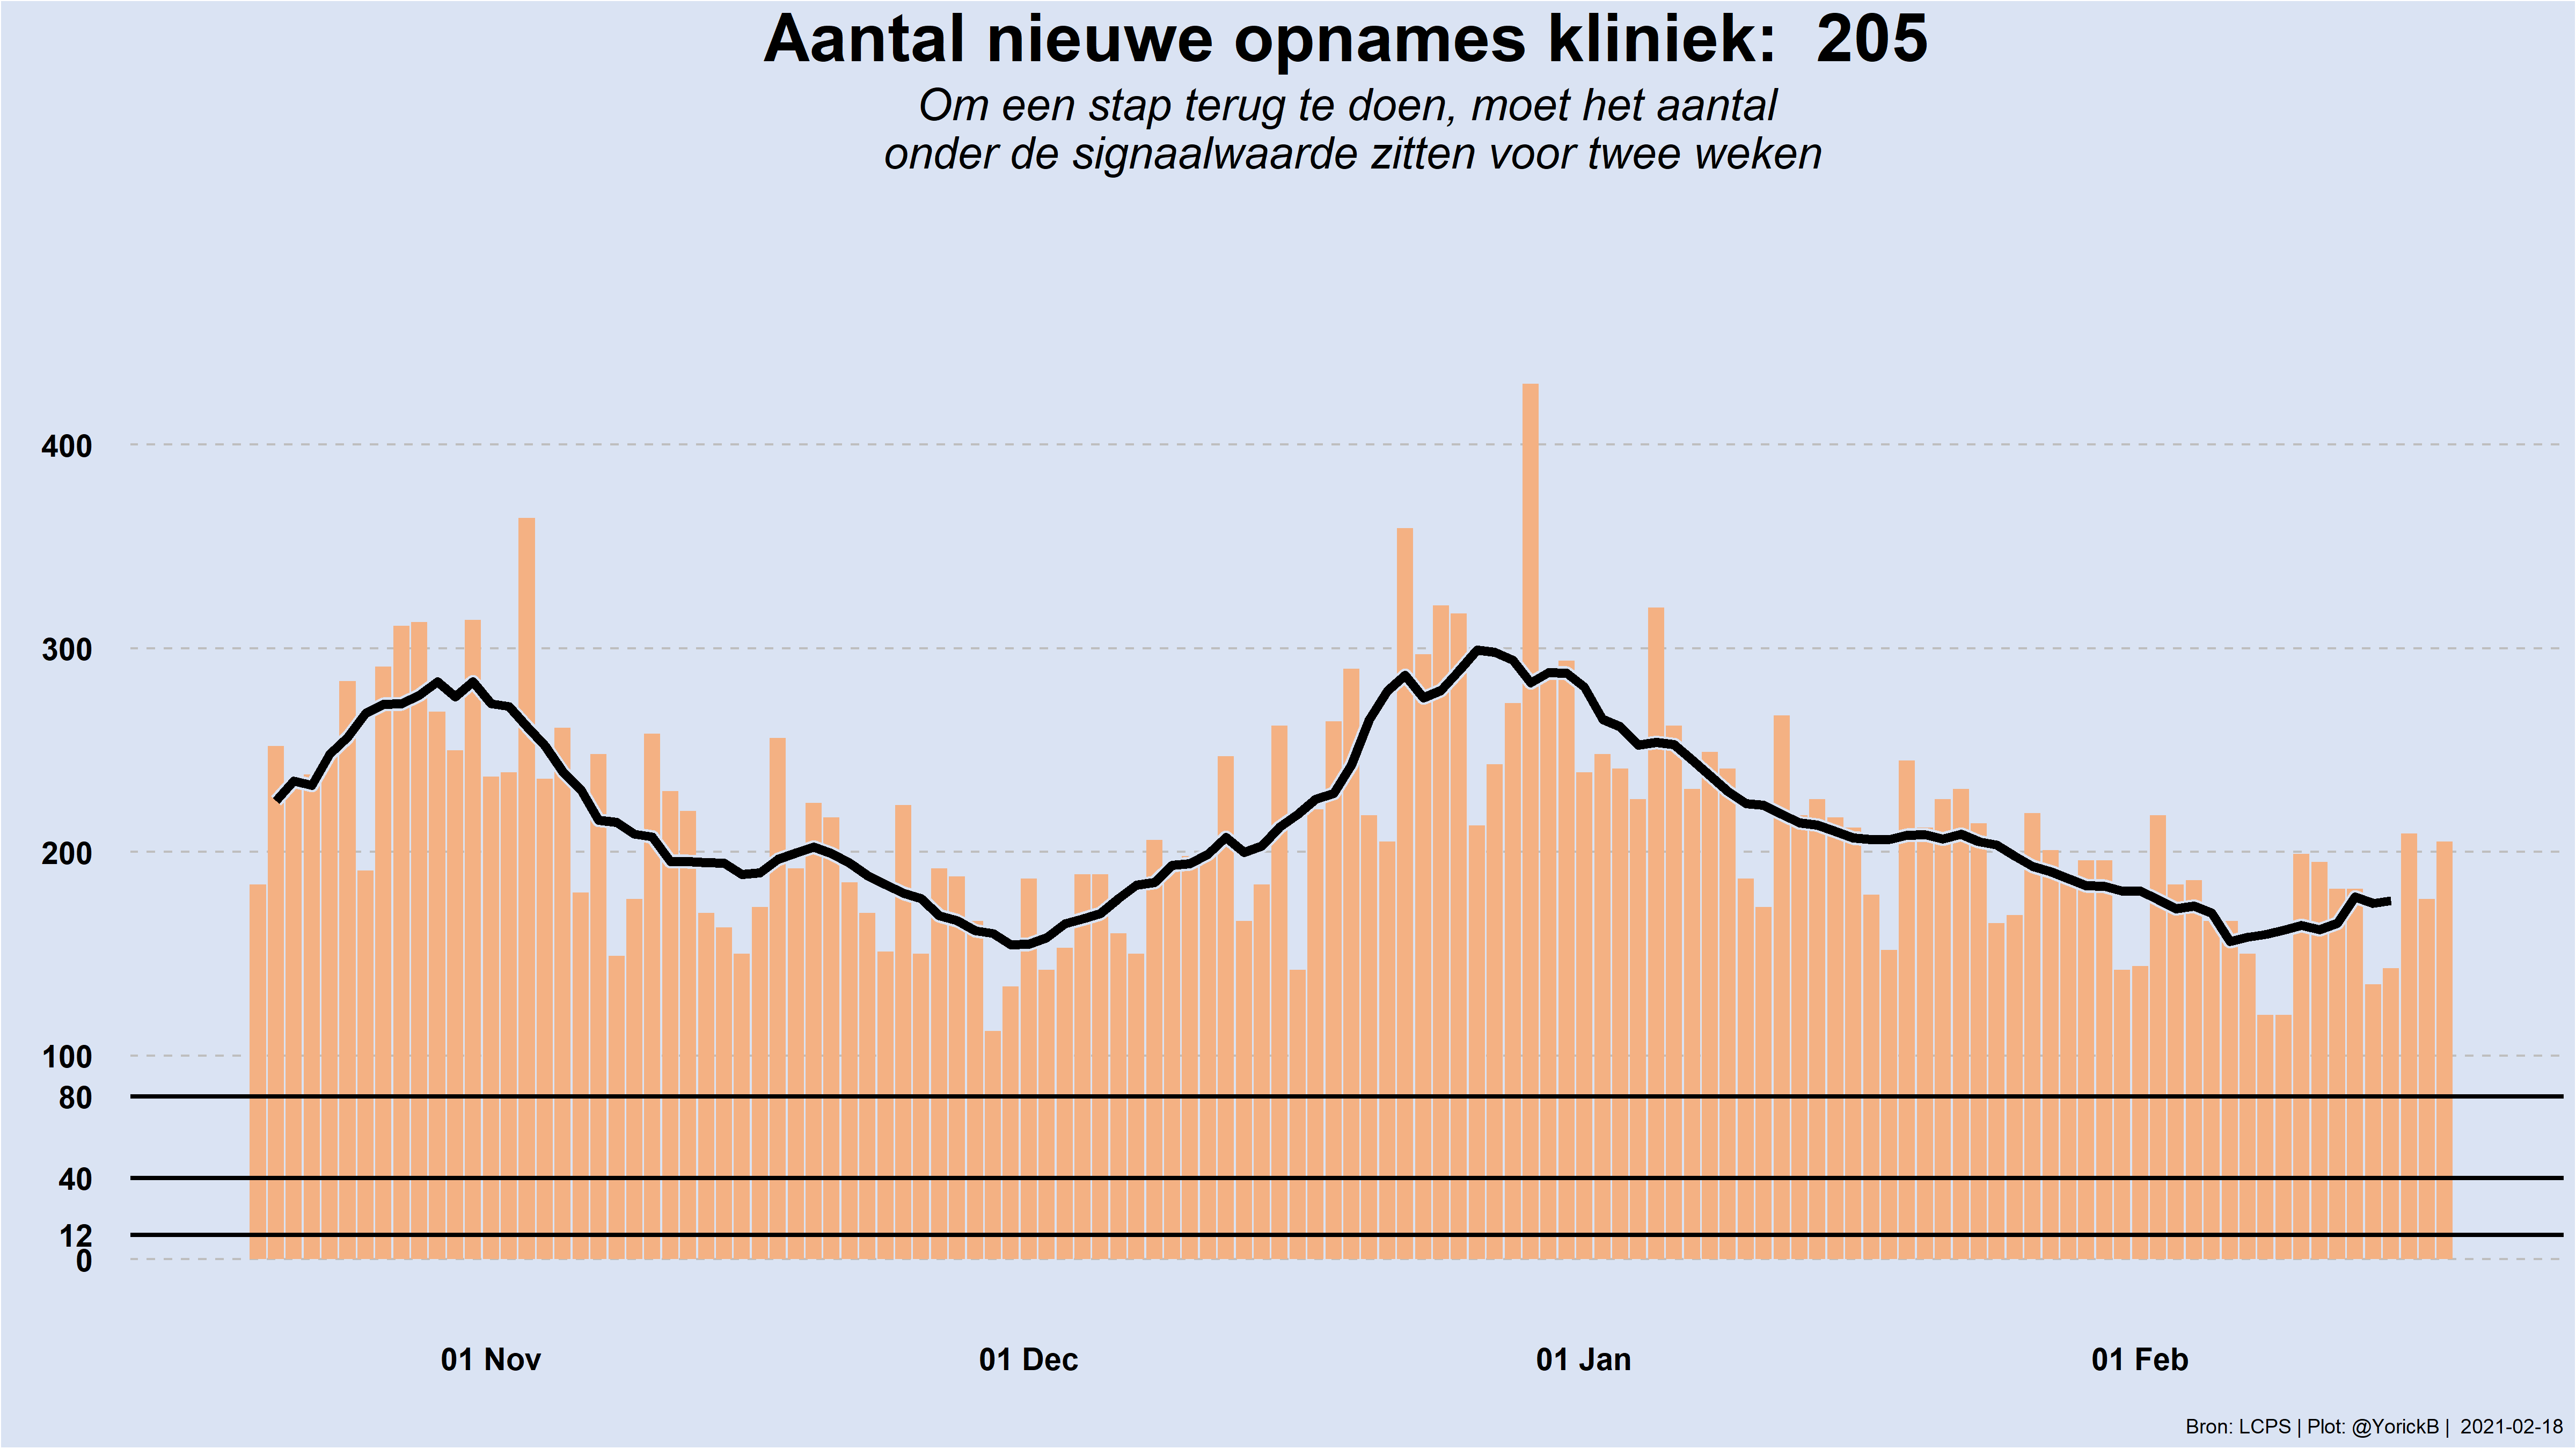 Aantal nieuwe opnames kliniek: 205
Om een stap terug te doen, moet het aantal
onder de signaalwaarde zitten voor twee weken
400
300
200
100
80
40
12
0
01 Nov
01 Dec
01 Jan
01 Feb
Bron: LCPS | Plot: @YorickB | 2021-02-18